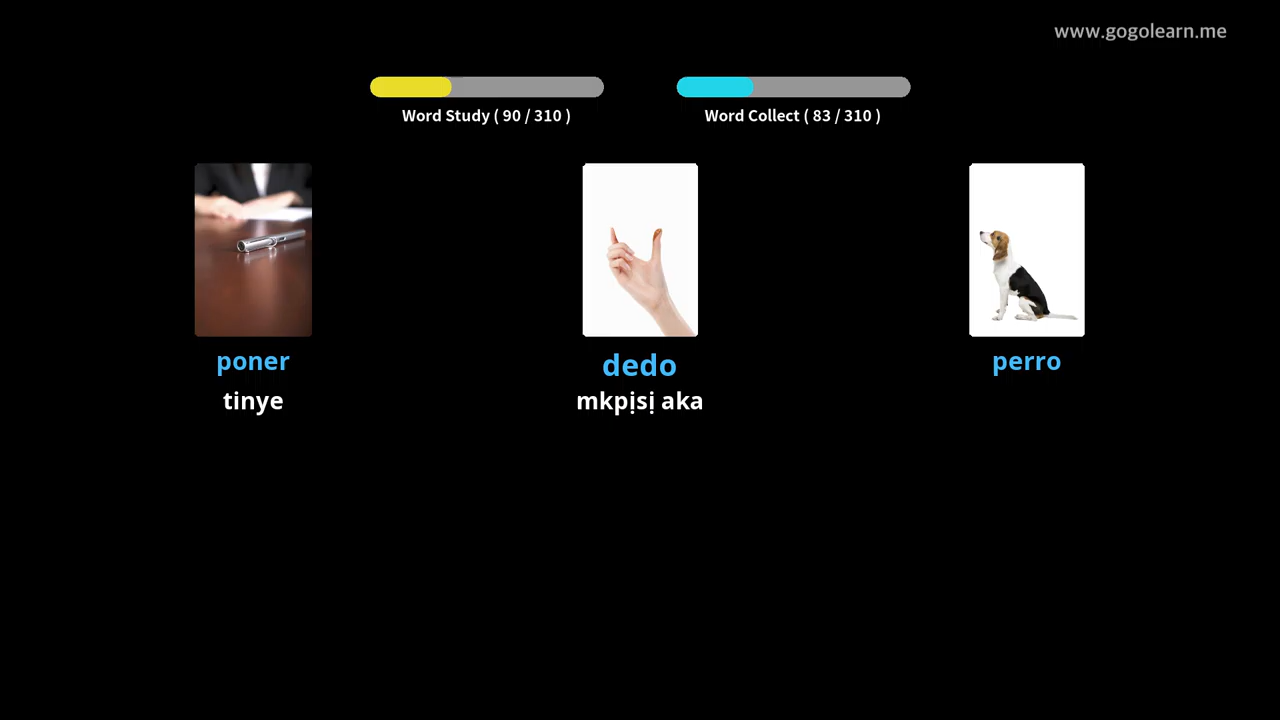 www.gogolearn.me
Word Study ( 90 / 310 )
Word Collect ( 83 / 310 )
poner
tinye
dedo
mkpịsị aka
perro